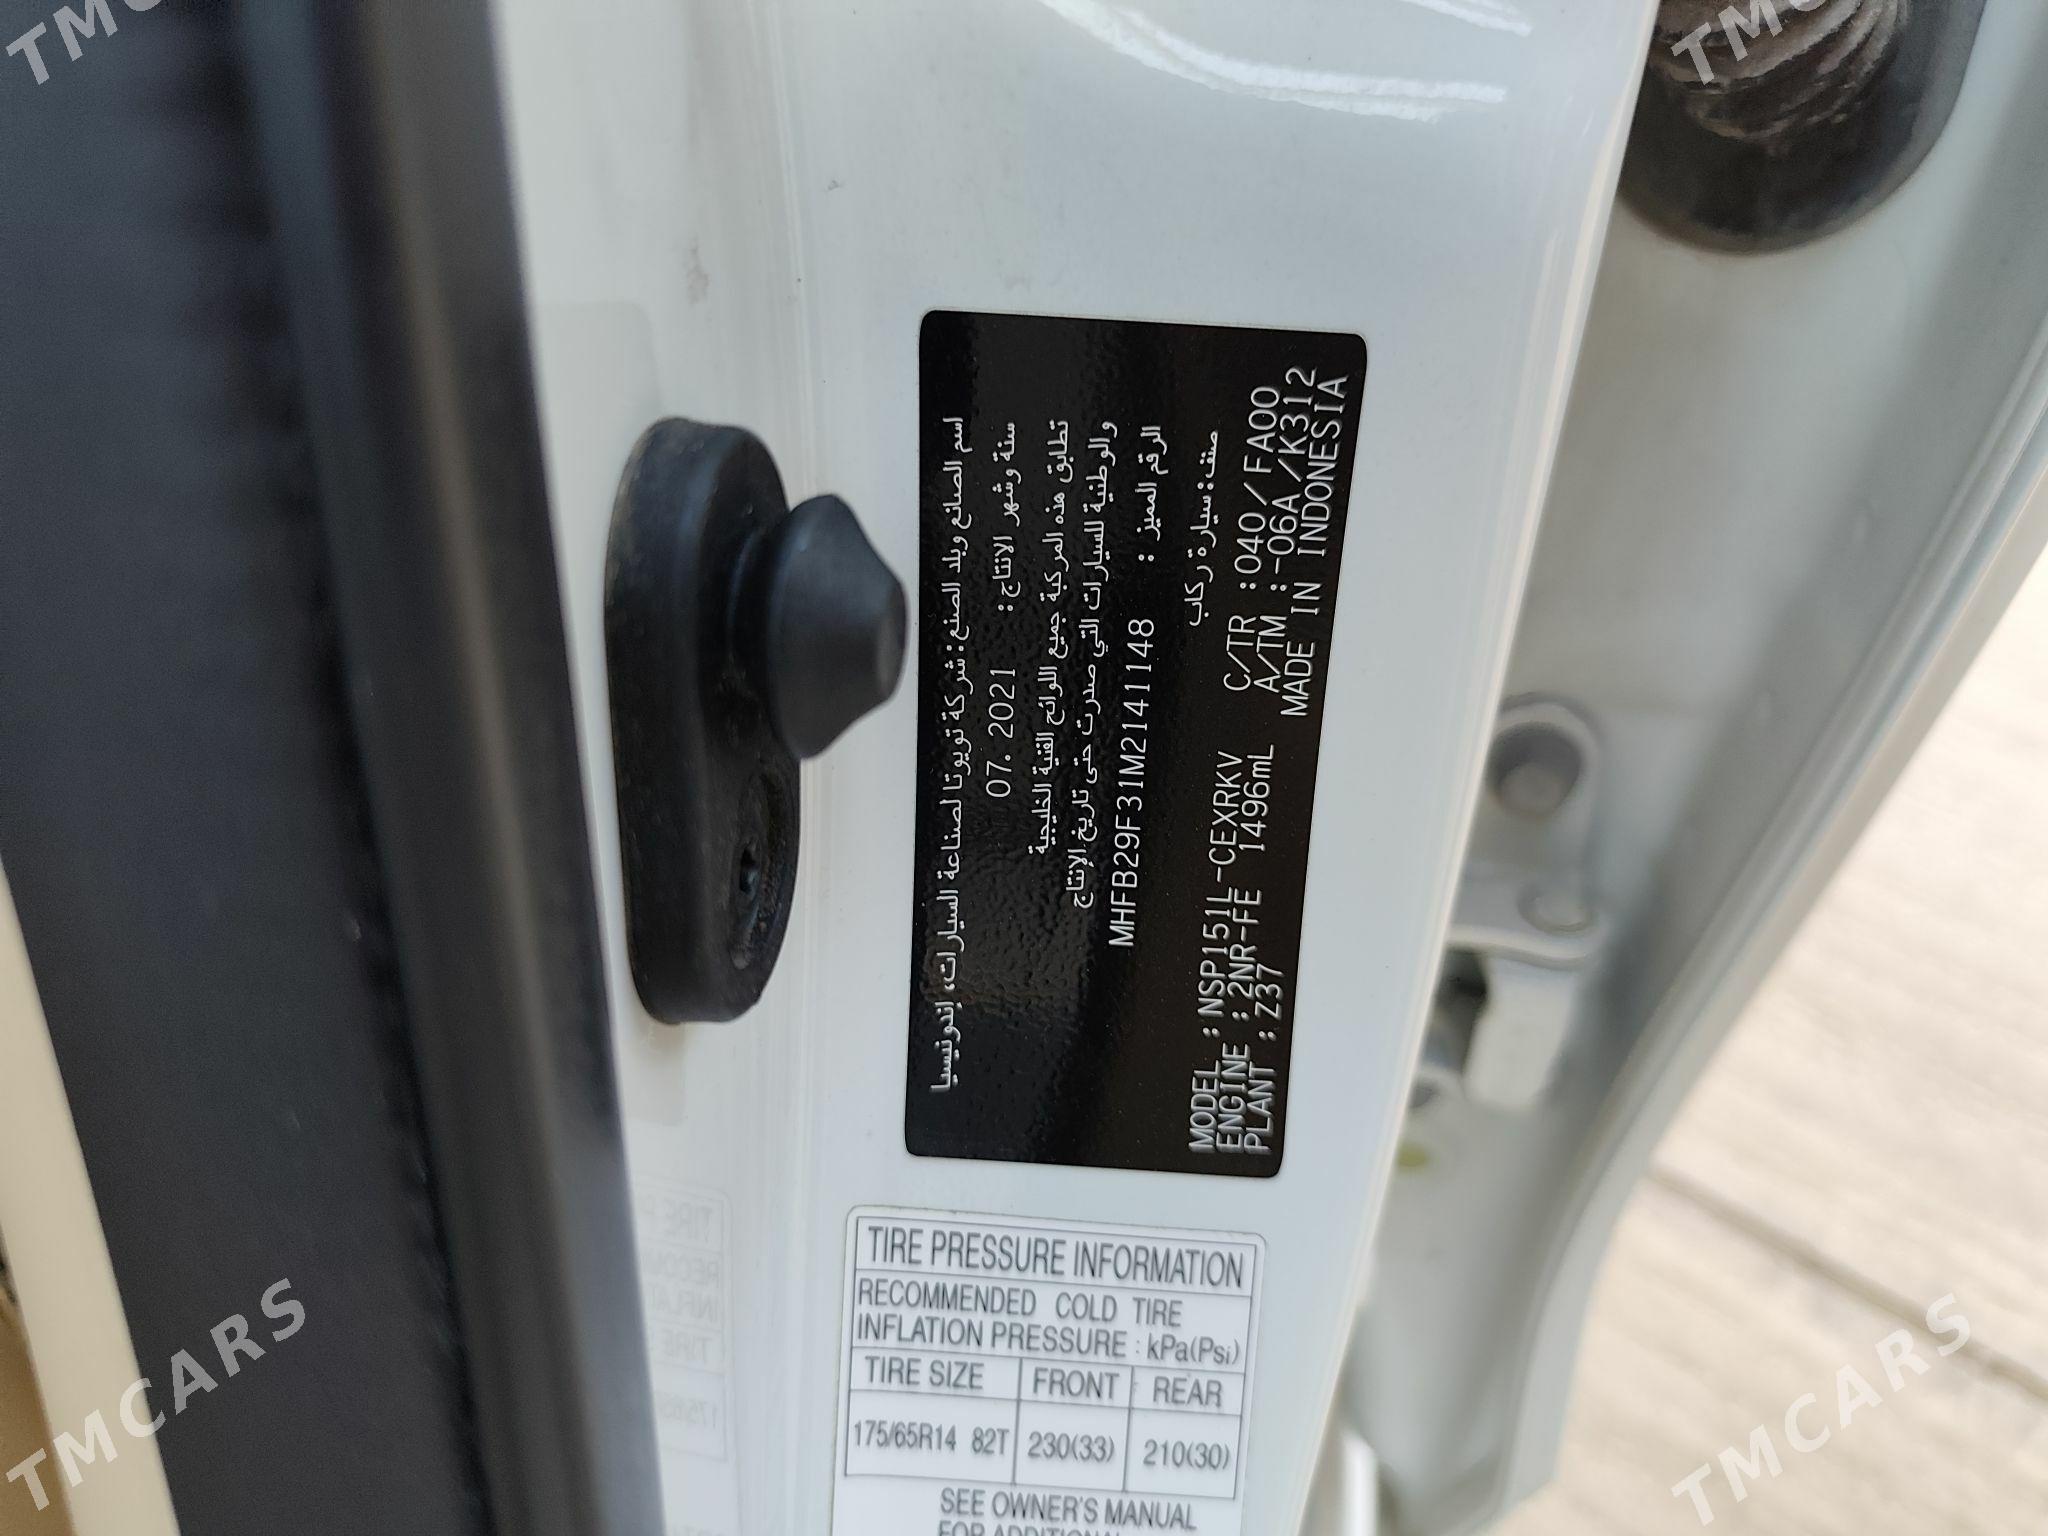 اسم الصانع وبلد الصنع: شركة تويوتا لصناعة السيارات، إندونيسيا
سنة وشهر الانتاج: 07. 2021
تطابق هذه المركبة جميع اللوائح الفنية الخليجية
والوطنية للسيارات التي صدرت حتى تاريخ الإنتاج
الرقم المميز : MHFB29F31M2141148
صنف: سيارة ركاب
MODEL : NSP151L-CEXRKV C/TR :040/FA00
ENGINE : 2NR-FE 1496mL A/TM :-06A/K312
PLANT : Z37 MADE IN INDONESIA
TIRE PRESSURE INFORMATION
RECOMMENDED COLD TIRE
INFLATION PRESSURE : kPa(Psi)
TIRE SIZE FRONT REAR
175/65R14 82T 230(33) 210(30)
SEE OWNER'S MANUAL
FOR ADDITIONAL
TMCARS
TMCARS